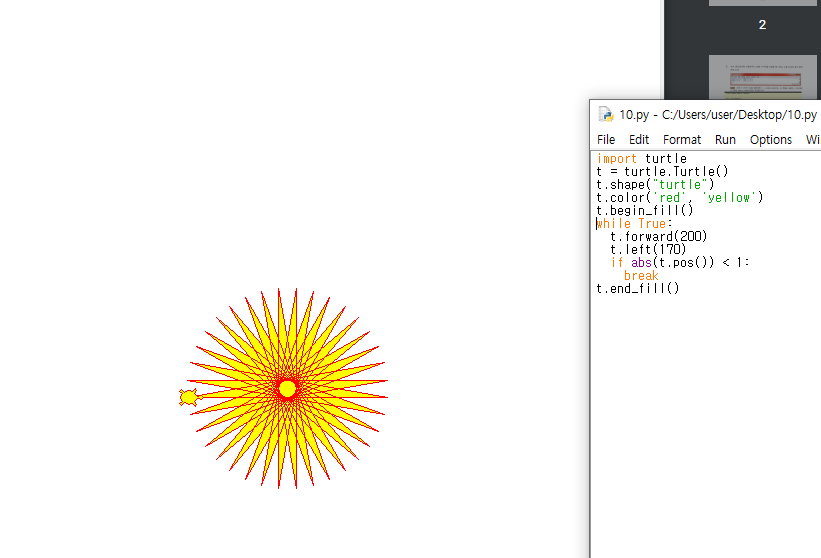 2
10.py - C:/Users/user/Desktop/10.py
File Edit Format Run Options Wi
import turtle
t = turtle.Turtle()
t.shape("turtle")
t.color('red', 'yellow')
t.begin_fill()
while True:
  t.forward(200)
  t.left(170)
  if abs(t.pos()) < 1:
    break
t.end_fill()